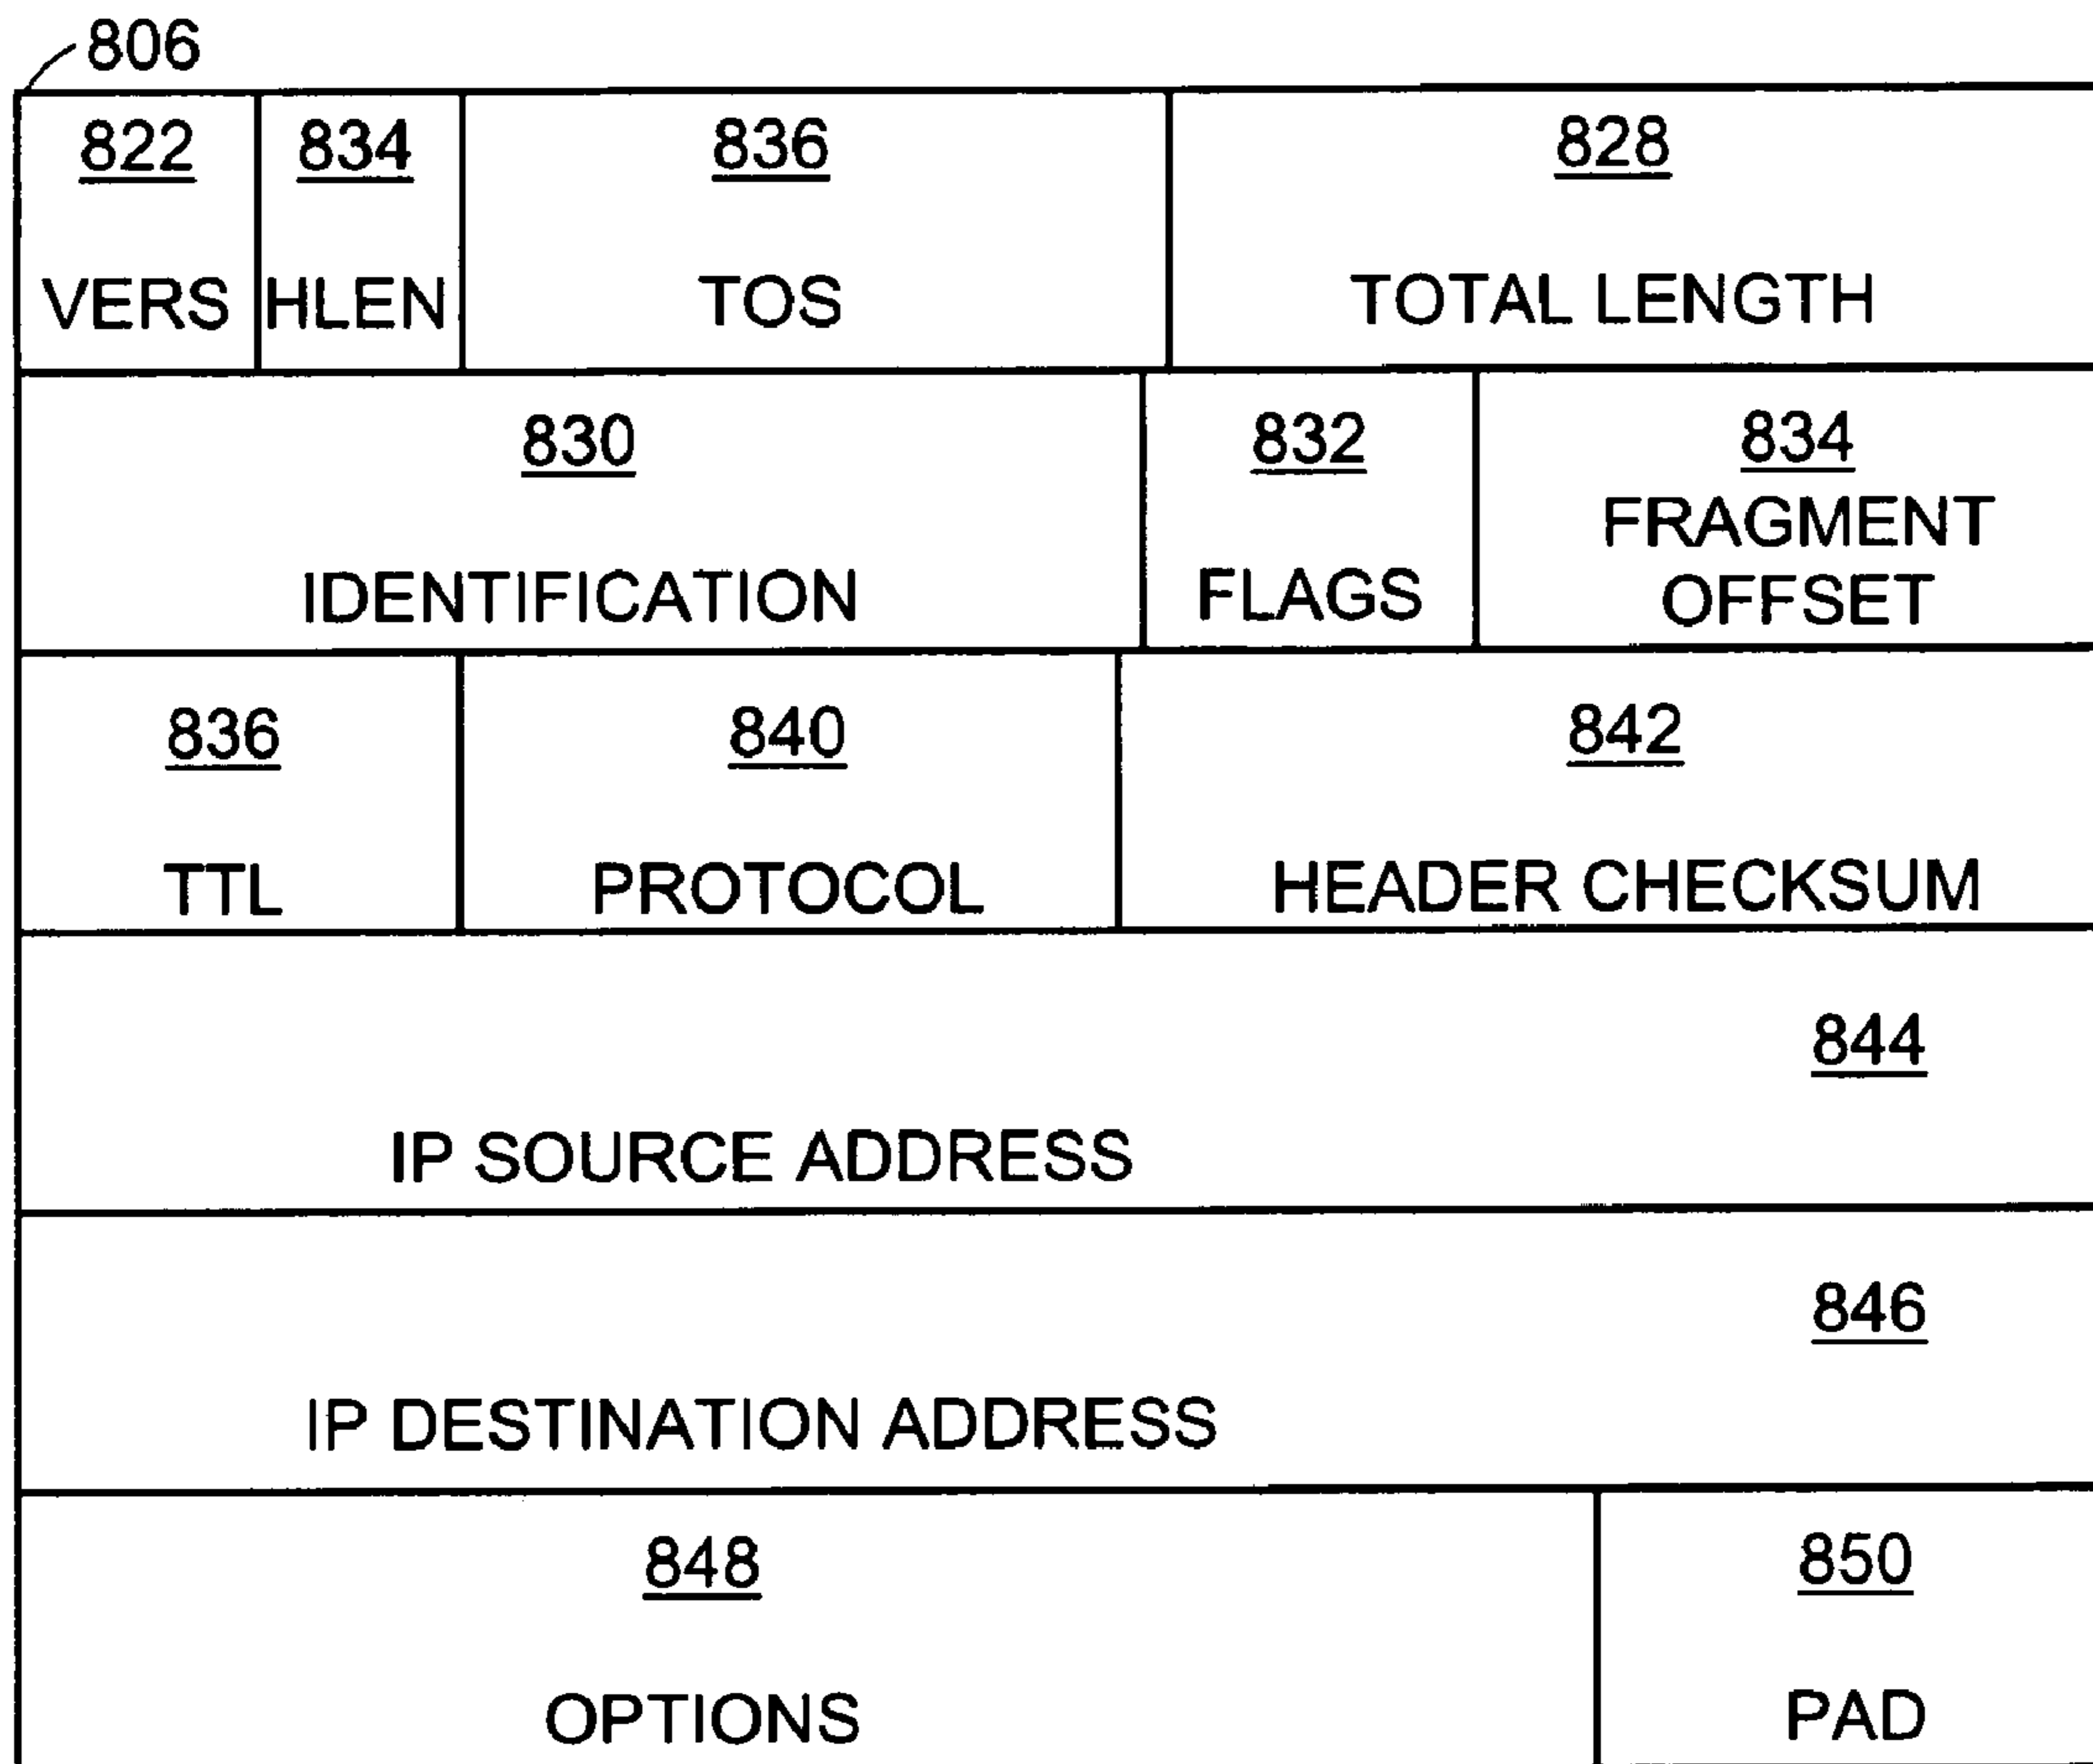 806
822 834 836 828
VERS HLEN TOS TOTAL LENGTH
830 832 834
FRAGMENT
IDENTIFICATION FLAGS OFFSET
836 840 842
TTL PROTOCOL HEADER CHECKSUM
844
IP SOURCE ADDRESS
846
IP DESTINATION ADDRESS
848 850
OPTIONS PAD